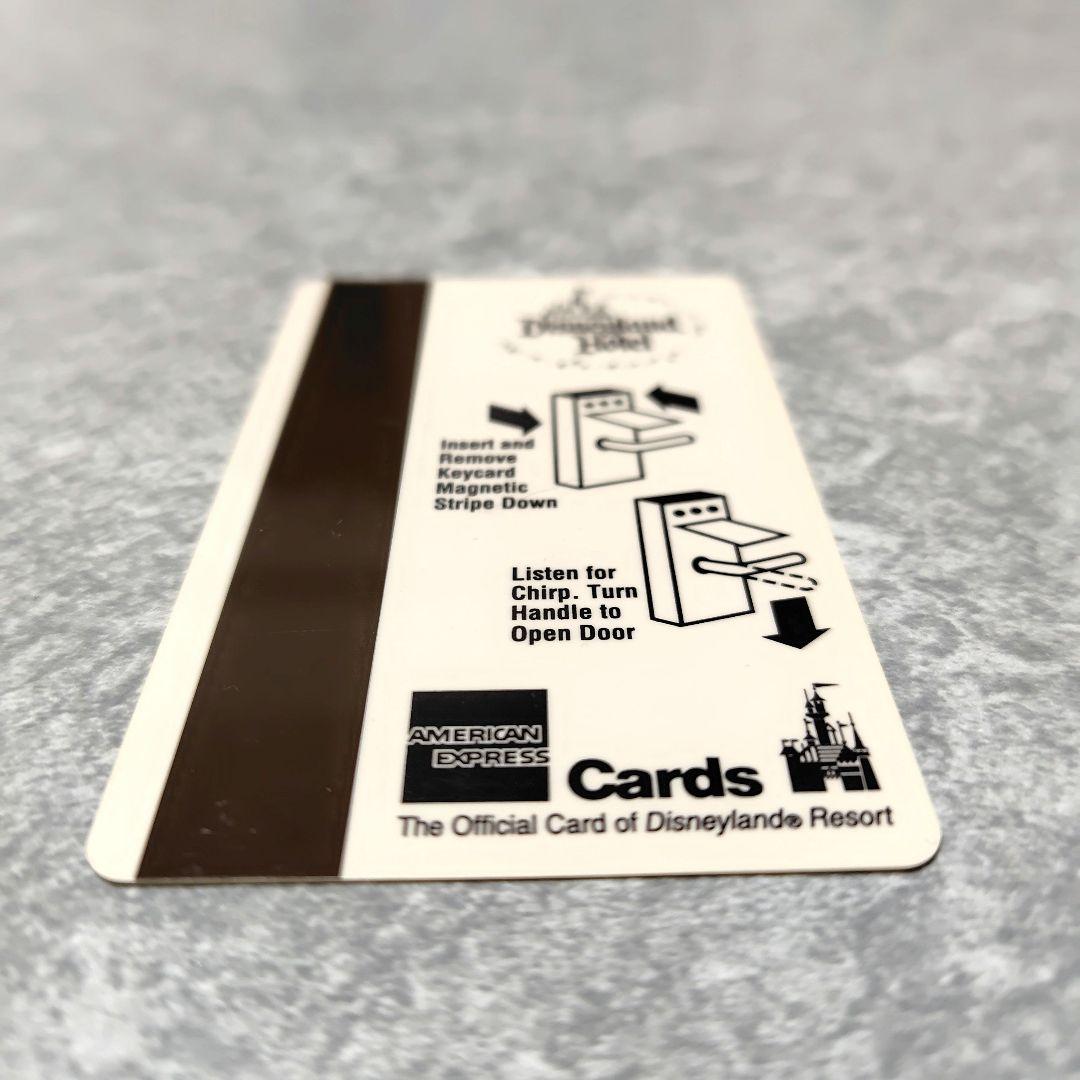 Disneyland
Hotel
Insert and
Remove
Keycard
Magnetic
Stripe Down
Listen for
Chirp. Turn
Handle to
Open Door
AMERICAN
EXPRESS
Cards
The Official Card of Disneyland® Resort